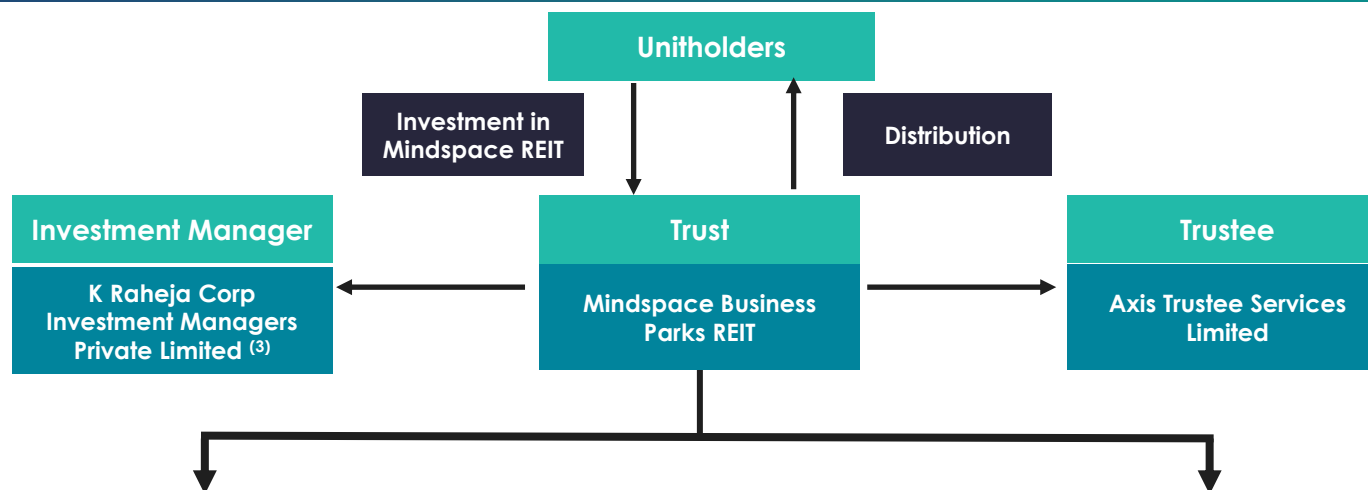 Unitholders
Investment in
Mindspace REIT
Distribution
Investment Manager
K Raheja Corp
Investment Managers
Private Limited (3)
Trust
Mindspace Business
Parks REIT
Trustee
Axis Trustee Services
Limited